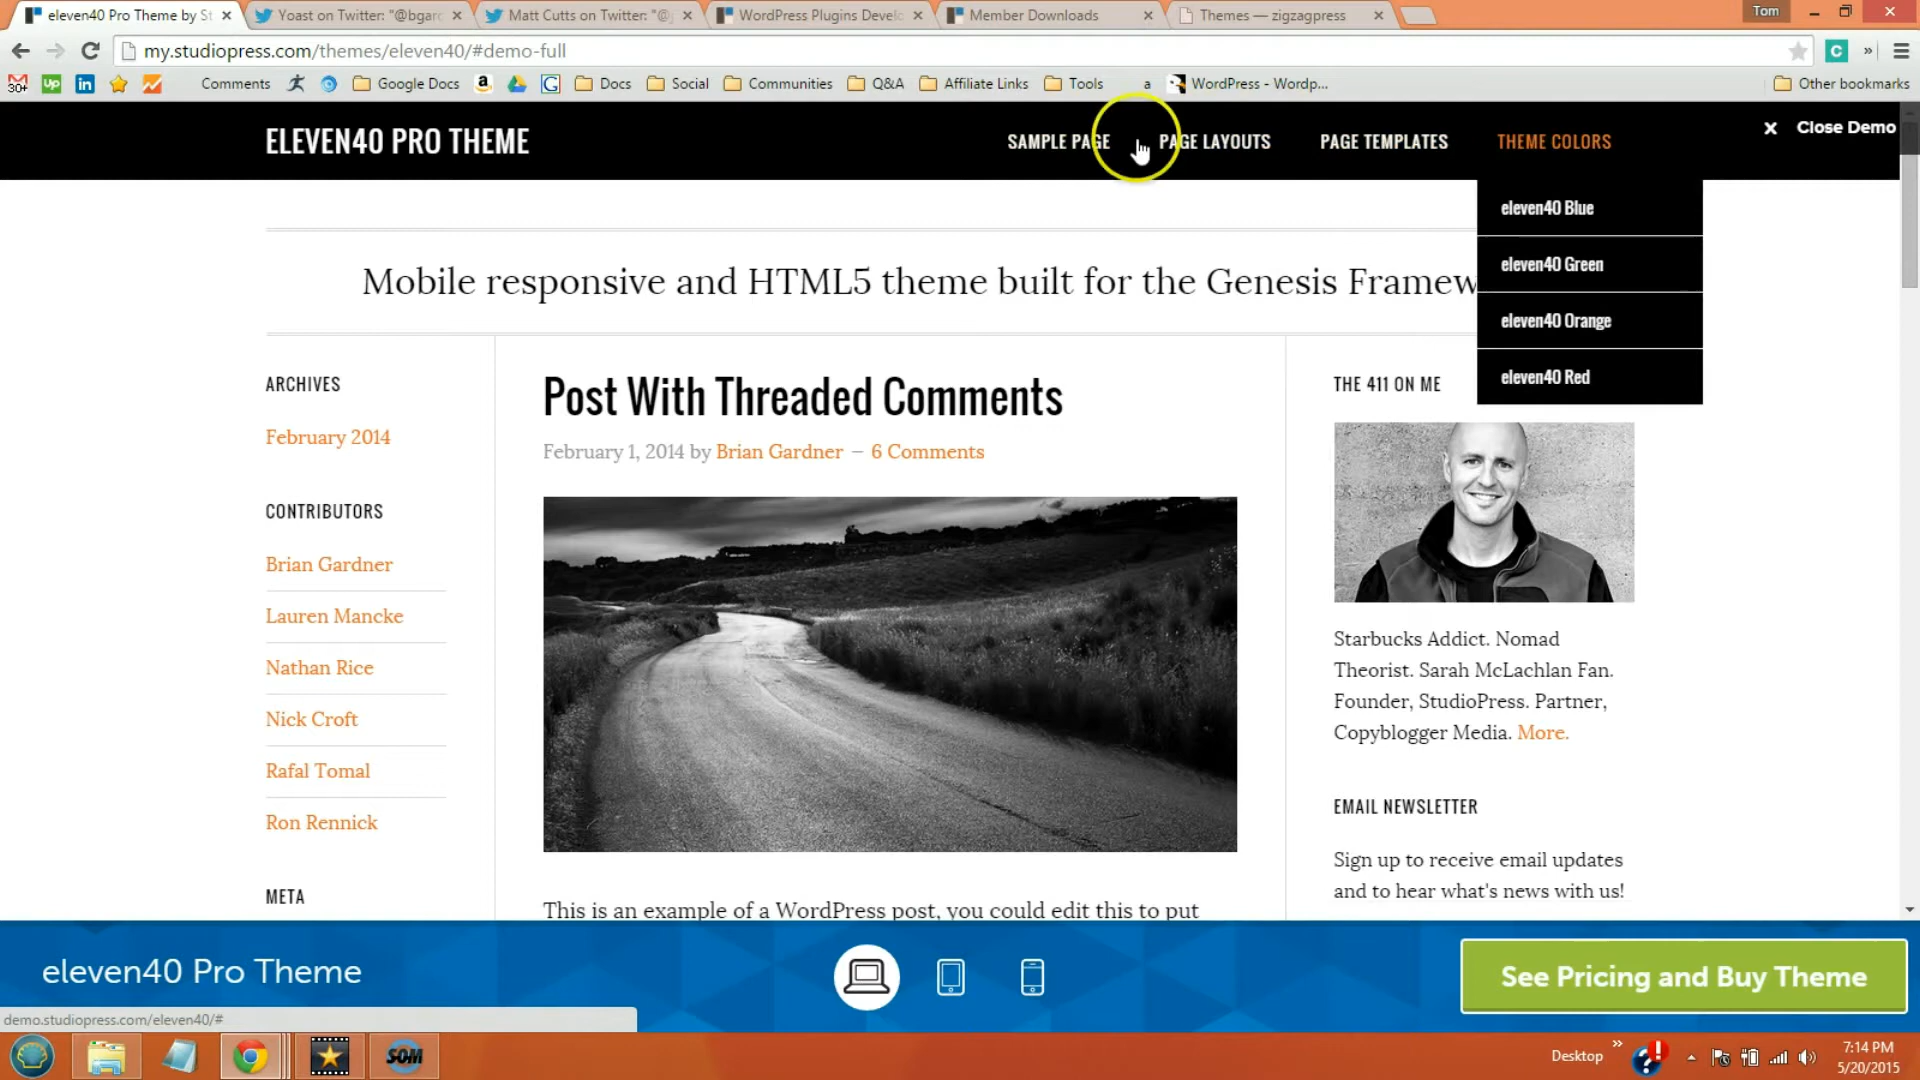 eleven40 Pro Theme by St
Yoast on Twitter: "@bgar
Matt Cutts on Twitter: "@
WordPress Plugins Develo
Member Downloads
Themes — zigzagpress
Tom
my.studiopress.com/themes/eleven40/#demo-full
C
30+
up
in
Comments
Google Docs
a
G
Docs
Social
Communities
Q&A
Affiliate Links
Tools
a
WordPress - Wordp...
Other bookmarks
ELEVEN40 PRO THEME
SAMPLE PAGE
PAGE LAYOUTS
PAGE TEMPLATES
THEME COLORS
Close Demo
eleven40 Blue
eleven40 Green
eleven40 Orange
eleven40 Red
Mobile responsive and HTML5 theme built for the Genesis Framew
ARCHIVES
February 2014
CONTRIBUTORS
Brian Gardner
Lauren Mancke
Nathan Rice
Nick Croft
Rafal Tomal
Ron Rennick
META
Post With Threaded Comments
February 1, 2014 by Brian Gardner — 6 Comments
This is an example of a WordPress post, you could edit this to put
THE 411 ON ME
Starbucks Addict. Nomad
Theorist. Sarah McLachlan Fan.
Founder, StudioPress. Partner,
Copyblogger Media. More.
EMAIL NEWSLETTER
Sign up to receive email updates
and to hear what's news with us!
eleven40 Pro Theme
See Pricing and Buy Theme
demo.studiopress.com/eleven40/#
SOM
Desktop
7:14 PM
5/20/2015